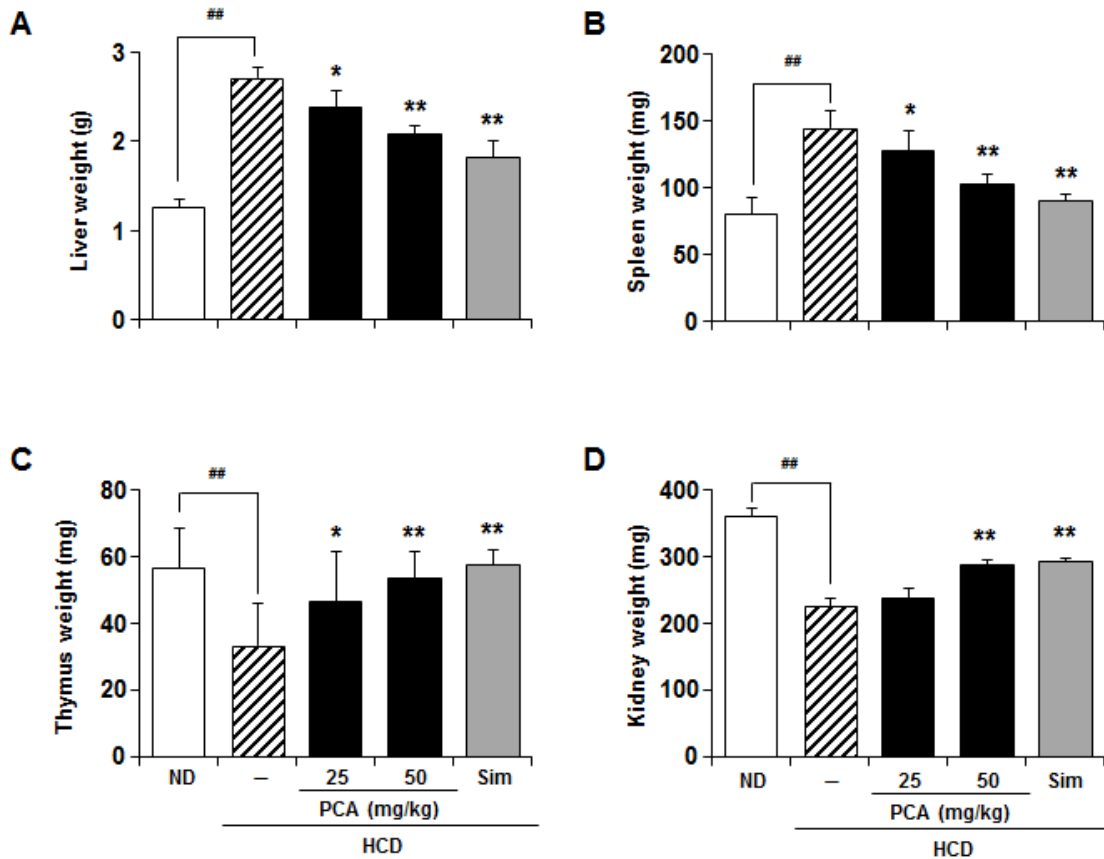 A
##
3
2
1
0
Liver weight (g)
*
**
**
B
##
200
150
100
50
0
Spleen weight (mg)
*
**
**
C
##
80
60
40
20
0
Thymus weight (mg)
*
**
**
ND
–
25
50
Sim
PCA (mg/kg)
HCD
D
##
400
300
200
100
0
Kidney weight (mg)
**
**
ND
–
25
50
Sim
PCA (mg/kg)
HCD